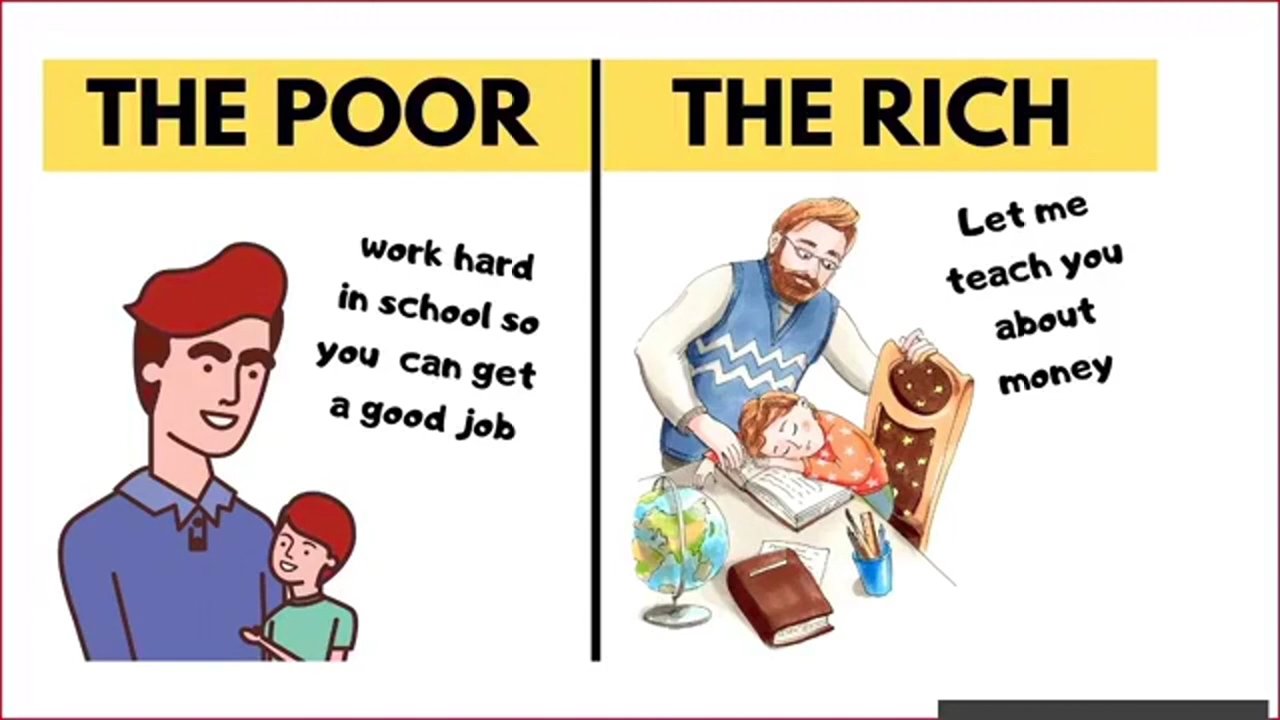 THE POOR
work hard
in school so
you can get
a good job
THE RICH
Let me
teach you
about
money